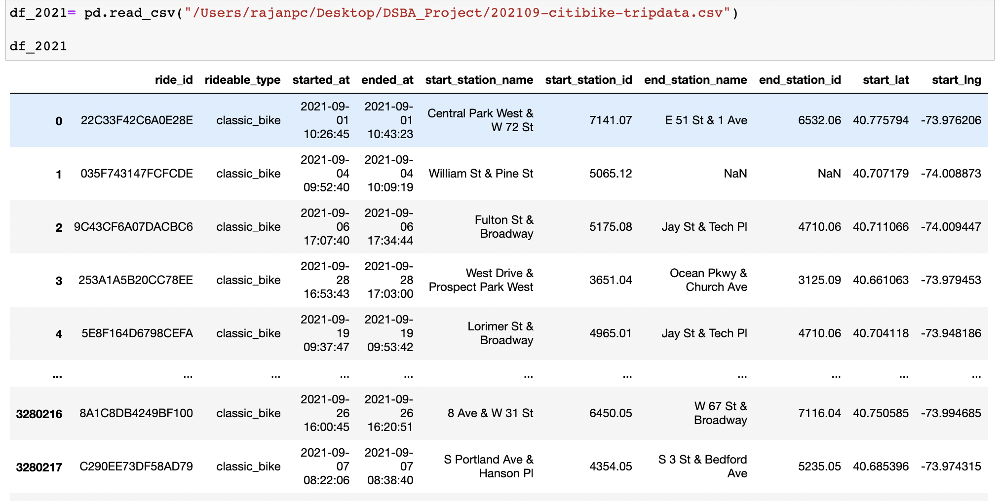 df_2021= pd.read_csv("/Users/rajanpc/Desktop/DSBA_Project/202109-citibike-tripdata.csv")
df_2021
ride_id rideable_type started_at ended_at start_station_name start_station_id end_station_name end_station_id start_lat start_lng
0 22C33F42C6A0E28E classic_bike 2021-09-01 10:26:45 2021-09-01 10:43:23 Central Park West & W 72 St 7141.07 E 51 St & 1 Ave 6532.06 40.775794 -73.976206
1 035F743147FCFCDE classic_bike 2021-09-04 09:52:40 2021-09-04 10:09:19 William St & Pine St 5065.12 NaN NaN 40.707179 -74.008873
2 9C43CF6A07DACBC6 classic_bike 2021-09-06 17:07:40 2021-09-06 17:34:44 Fulton St & Broadway 5175.08 Jay St & Tech Pl 4710.06 40.711066 -74.009447
3 253A1A5B20CC78EE classic_bike 2021-09-28 16:53:43 2021-09-28 17:03:00 West Drive & Prospect Park West 3651.04 Ocean Pkwy & Church Ave 3125.09 40.661063 -73.979453
4 5E8F164D6798CEFA classic_bike 2021-09-19 09:37:47 2021-09-19 09:53:42 Lorimer St & Broadway 4965.01 Jay St & Tech Pl 4710.06 40.704118 -73.948186
... ... ... ... ... ... ... ... ... ... ...
3280216 8A1C8DB4249BF100 classic_bike 2021-09-26 16:00:45 2021-09-26 16:20:51 8 Ave & W 31 St 6450.05 W 67 St & Broadway 7116.04 40.750585 -73.994685
3280217 C290EE73DF58AD79 classic_bike 2021-09-07 08:22:06 2021-09-07 08:38:40 S Portland Ave & Hanson Pl 4354.05 S 3 St & Bedford Ave 5235.05 40.685396 -73.974315